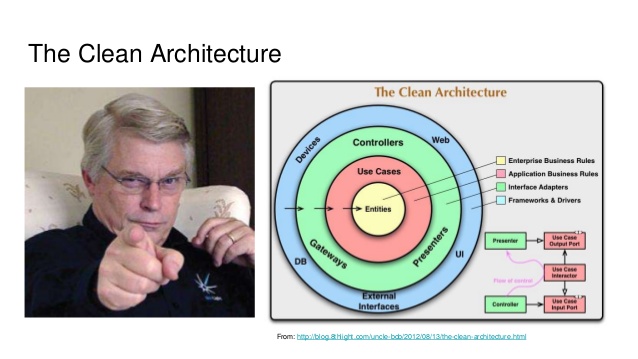 The Clean Architecture
The Clean Architecture
Devices
Web
Controllers
Use Cases
Entities
Gateways
Presenters
DB
UI
External
Interfaces
Enterprise Business Rules
Application Business Rules
Interface Adapters
Frameworks & Drivers
Presenter
Use Case
Output Port
Flow of control
Use Case
Interactor
Controller
Use Case
Input Port
From: http://blog.8thlight.com/uncle-bob/2012/08/13/the-clean-architecture.html